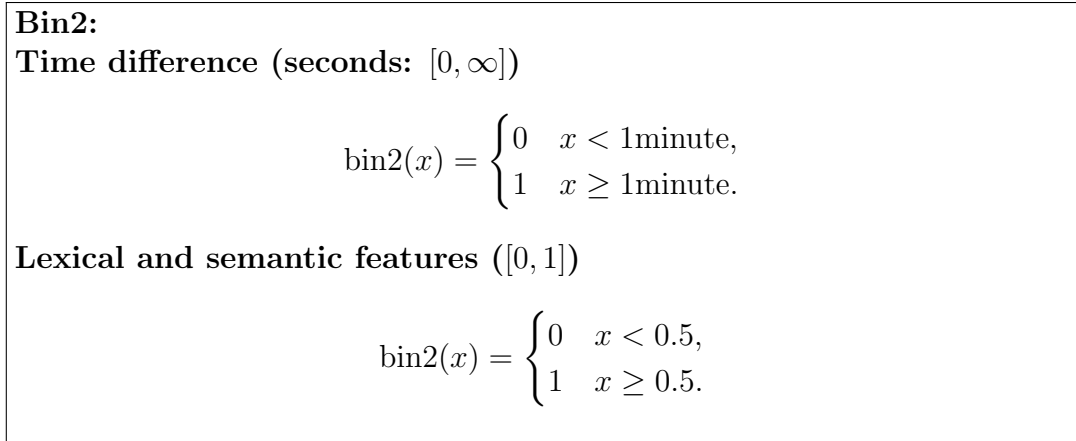 Bin2:
Time difference (seconds: [0, ∞])
bin2(x) = { 0 x < 1minute,
1 x ≥ 1minute.
Lexical and semantic features ([0, 1])
bin2(x) = { 0 x < 0.5,
1 x ≥ 0.5.